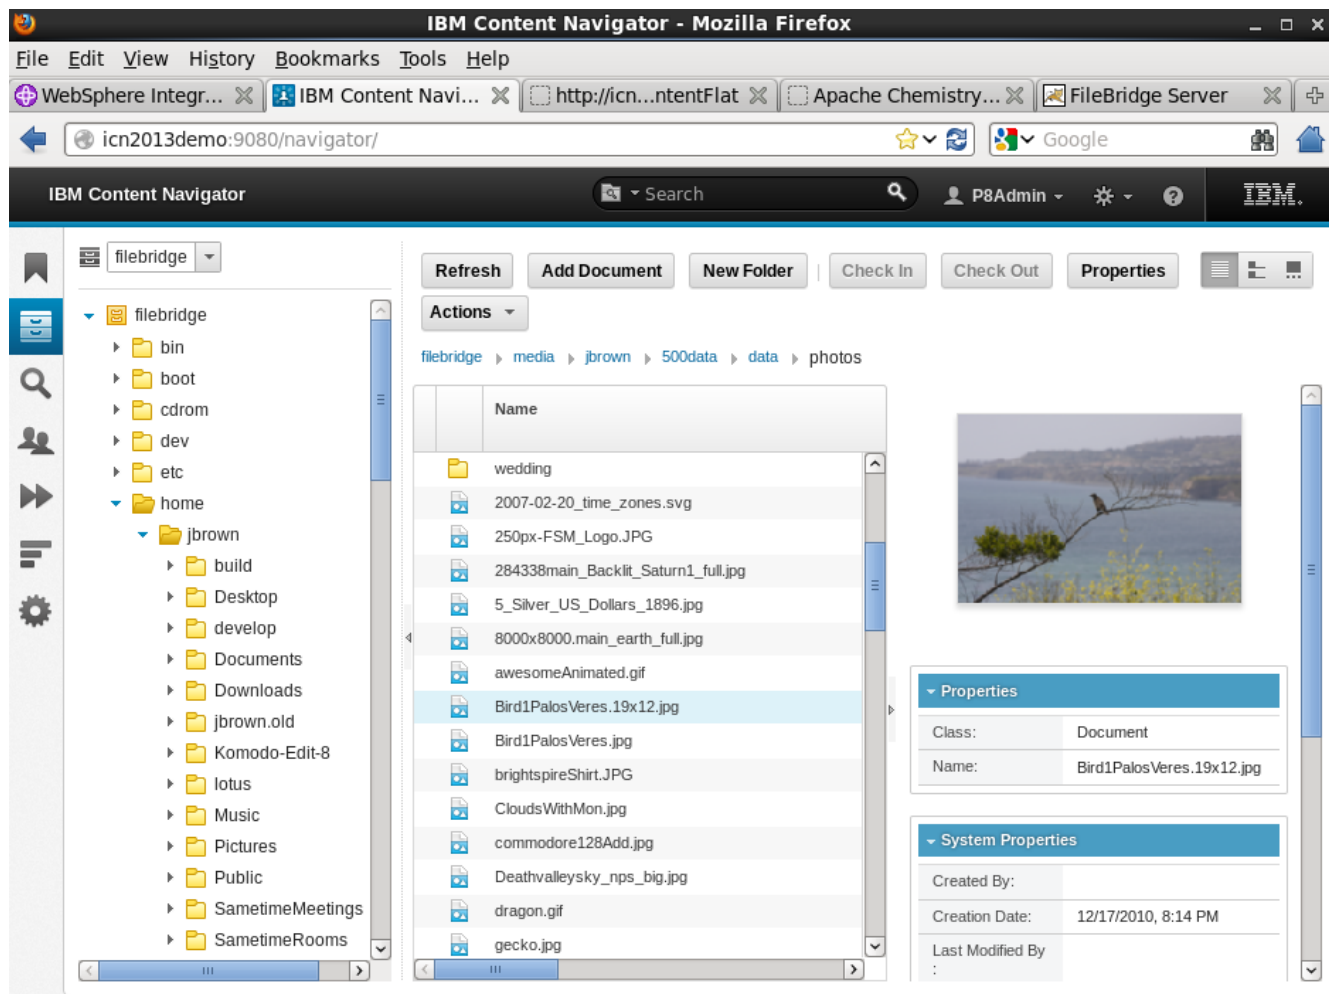 IBM Content Navigator - Mozilla Firefox
File Edit View History Bookmarks Tools Help
WebSphere Integr... IBM Content Navi... http://icn...ntentFlat Apache Chemistry... FileBridge Server
icn2013demo:9080/navigator/ Google
IBM Content Navigator Search P8Admin ? IBM.
filebridge
Refresh Add Document New Folder Check In Check Out Properties
Actions
filebridge media jbrown 500data data photos
filebridge
bin
boot
cdrom
dev
etc
home
jbrown
build
Desktop
develop
Documents
Downloads
jbrown.old
Komodo-Edit-8
lotus
Music
Pictures
Public
SametimeMeetings
SametimeRooms
Name
wedding
2007-02-20_time_zones.svg
250px-FSM_Logo.JPG
284338main_Backlit_Saturn1_full.jpg
5_Silver_US_Dollars_1896.jpg
8000x8000.main_earth_full.jpg
awesomeAnimated.gif
Bird1PalosVeres.19x12.jpg
Bird1PalosVeres.jpg
brightspireShirt.JPG
CloudsWithMon.jpg
commodore128Add.jpg
Deathvalleysky_nps_big.jpg
dragon.gif
gecko.jpg
Properties
Class: Document
Name: Bird1PalosVeres.19x12.jpg
System Properties
Created By:
Creation Date: 12/17/2010, 8:14 PM
Last Modified By
: